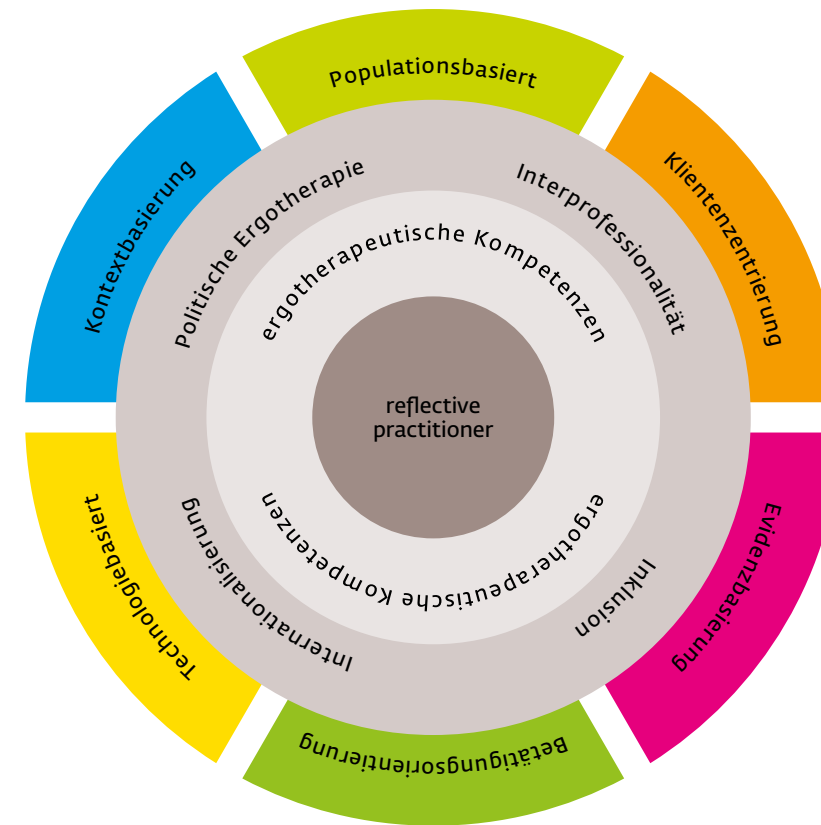 Populationsbasiert
Klientenzentrierung
Evidenzbasierung
Betätigungsorientierung
Technologiebasiert
Kontextbasierung
Politische Ergotherapie
Interprofessionalität
Inklusion
Internationalisierung
ergotherapeutische Kompetenzen
ergotherapeutische Kompetenzen
reflective
practitioner